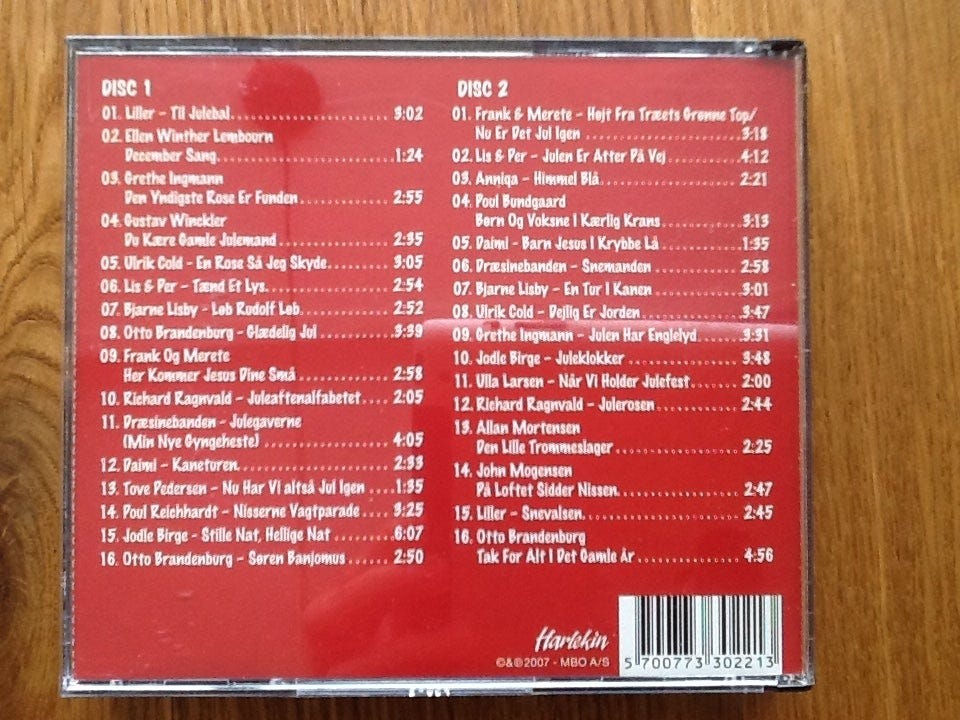 DISC 1
01. Liller - Til Julebal 3:02
02. Ellen Winther Lembourn
December Sang 1:24
03. Grethe Ingmann
Den Yndigste Rose Er Funden 2:55
04. Gustav Winckler
Du Kære Gamle Julemand 2:35
05. Ulrik Cold - En Rose Så Jeg Skyde 3:05
06. Lis & Per - Tænd Et Lys 2:54
07. Bjarne Lisby - Løb Rudolf Løb 2:52
08. Otto Brandenburg - Glædelig Jul 3:39
09. Frank Og Merete
Her Kommer Jesus Dine Små 2:58
10. Richard Ragnvald - Juleaftenalfabetet 2:05
11. Dræsinebanden - Julegaverne
(Min Nye Gyngeheste) 4:05
12. Daimi - Kaneturen 2:33
13. Tove Pedersen - Nu Har Vi altså Jul Igen 1:35
14. Poul Reichhardt - Nisserne Vagtparade 3:25
15. Jodle Birge - Stille Nat, Hellige Nat 6:07
16. Otto Brandenburg - Søren Banjomus 2:50
DISC 2
01. Frank & Merete - Højt Fra Træets Grønne Top/
Nu Er Det Jul Igen 3:18
02. Lis & Per - Julen Er Atter På Vej 4:12
03. Anniqa - Himmel Blå 2:21
04. Poul Bundgaard
Børn Og Voksne I Kærlig Krans 3:13
05. Daimi - Barn Jesus I Krybbe Lå 1:35
06. Dræsinebanden - Snemanden 2:58
07. Bjarne Lisby - En Tur I Kanen 3:01
08. Ulrik Cold - Dejlig Er Jorden 3:47
09. Grethe Ingmann - Julen Har Englelyd 3:31
10. Jodle Birge - Juleklokker 3:48
11. Ulla Larsen - Når Vi Holder Julefest 2:00
12. Richard Ragnvald - Julerosen 2:44
13. Allan Mortensen
Den Lille Trommeslager 2:25
14. John Mogensen
På Loftet Sidder Nissen 2:47
15. Liller - Snevalsen 2:45
16. Otto Brandenburg
Tak For Alt I Det Gamle År 4:56
Harlekin
©&℗2007 - MBO A/S
5 700773 302213